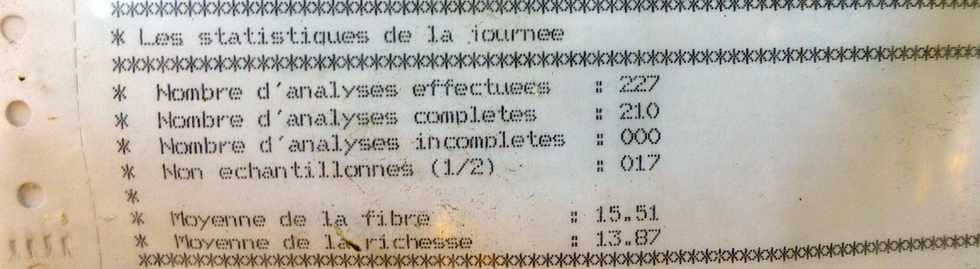 ************************************************************************
* Les statistiques de la journee
************************************************************************
* Nombre d'analyses effectuees : 227
* Nombre d'analyses completes : 210
* Nombre d'analyses incompletes : 000
* Non echantillonnes (1/2) : 017
*
* Moyenne de la fibre : 15.51
* Moyenne de la richesse : 13.87
************************************************************************